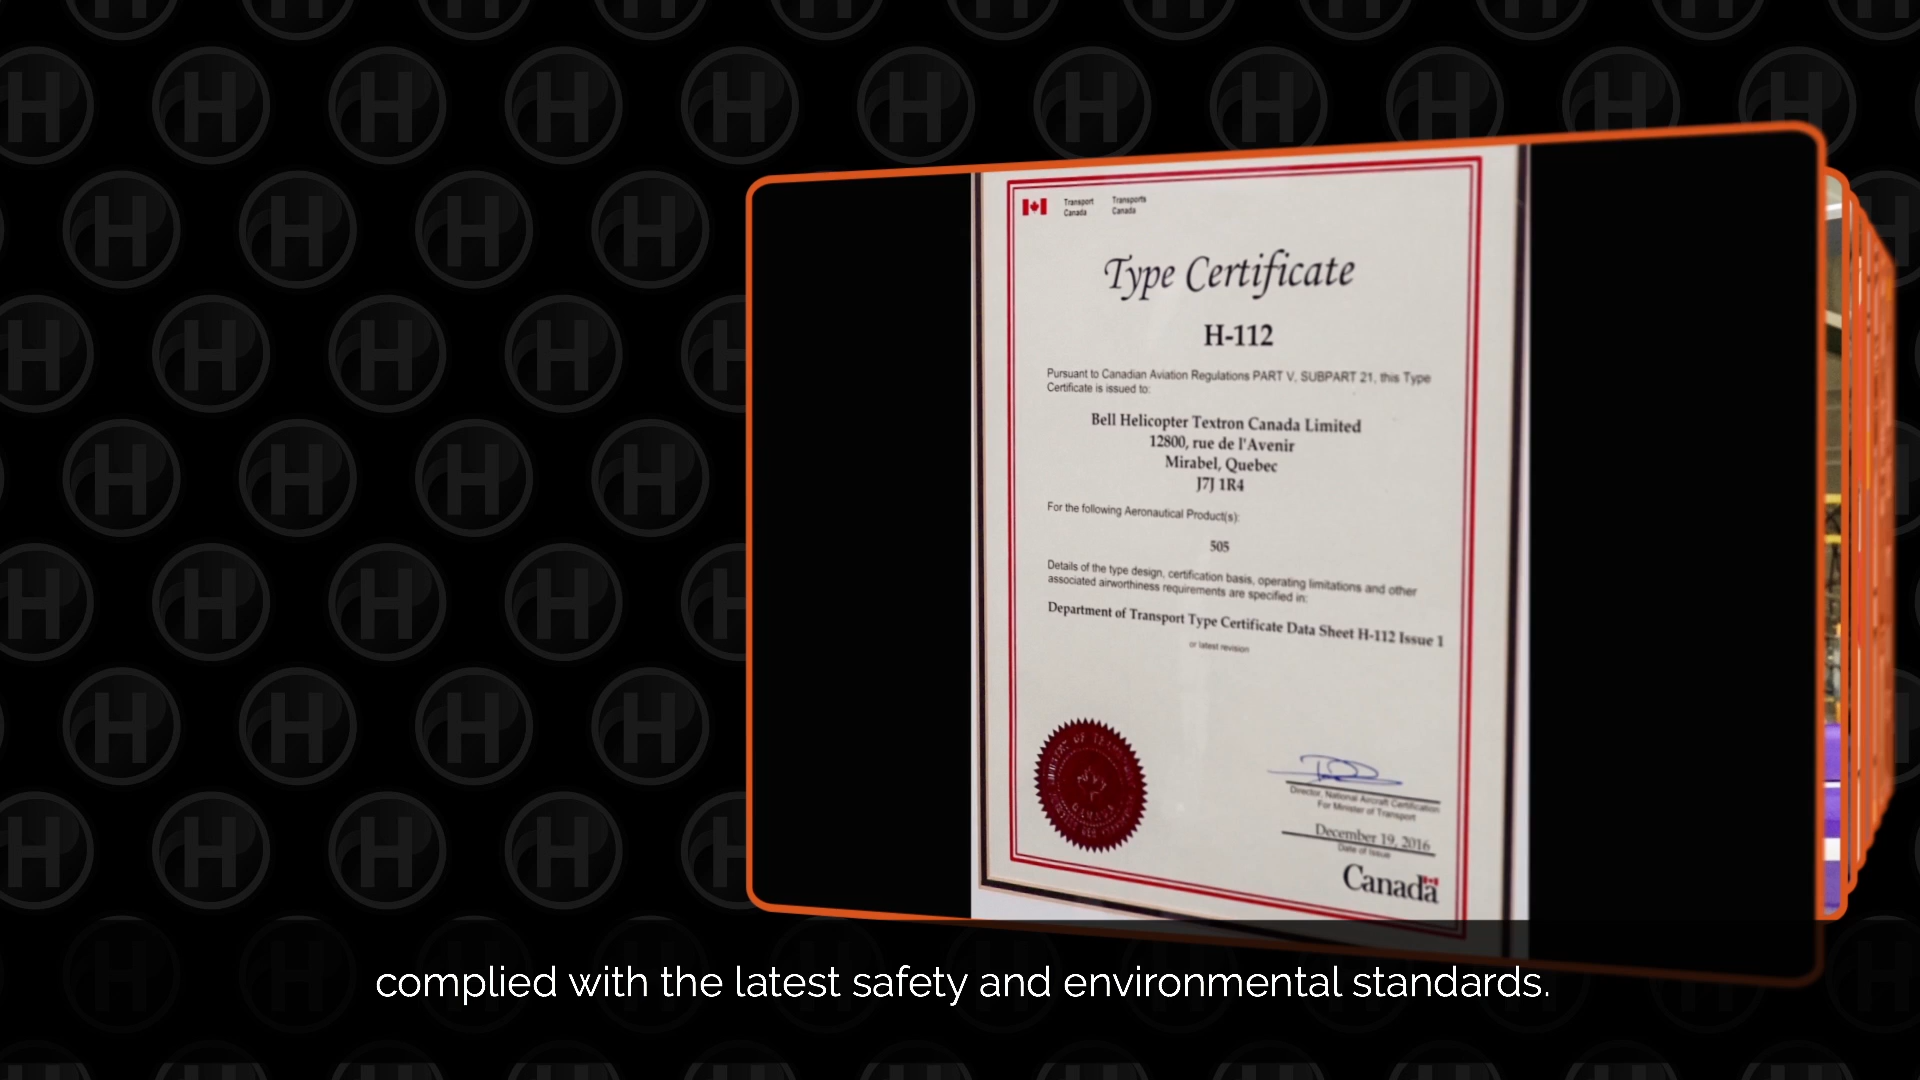 Transport
Canada
Transports
Canada
Type Certificate
H-112
Pursuant to Canadian Aviation Regulations PART V, SUBPART 21, this Type
Certificate is issued to:
Bell Helicopter Textron Canada Limited
12800, rue de l'Avenir
Mirabel, Quebec
J7J 1R4
For the following Aeronautical Product(s):
505
Details of the type design, certification basis, operating limitations and other
associated airworthiness requirements are specified in:
Department of Transport Type Certificate Data Sheet H-112 Issue 1
or latest revision
Director, National Aircraft Certification
For Minister of Transport
December 19, 2016
Date of Issue
Canada
complied with the latest safety and environmental standards.